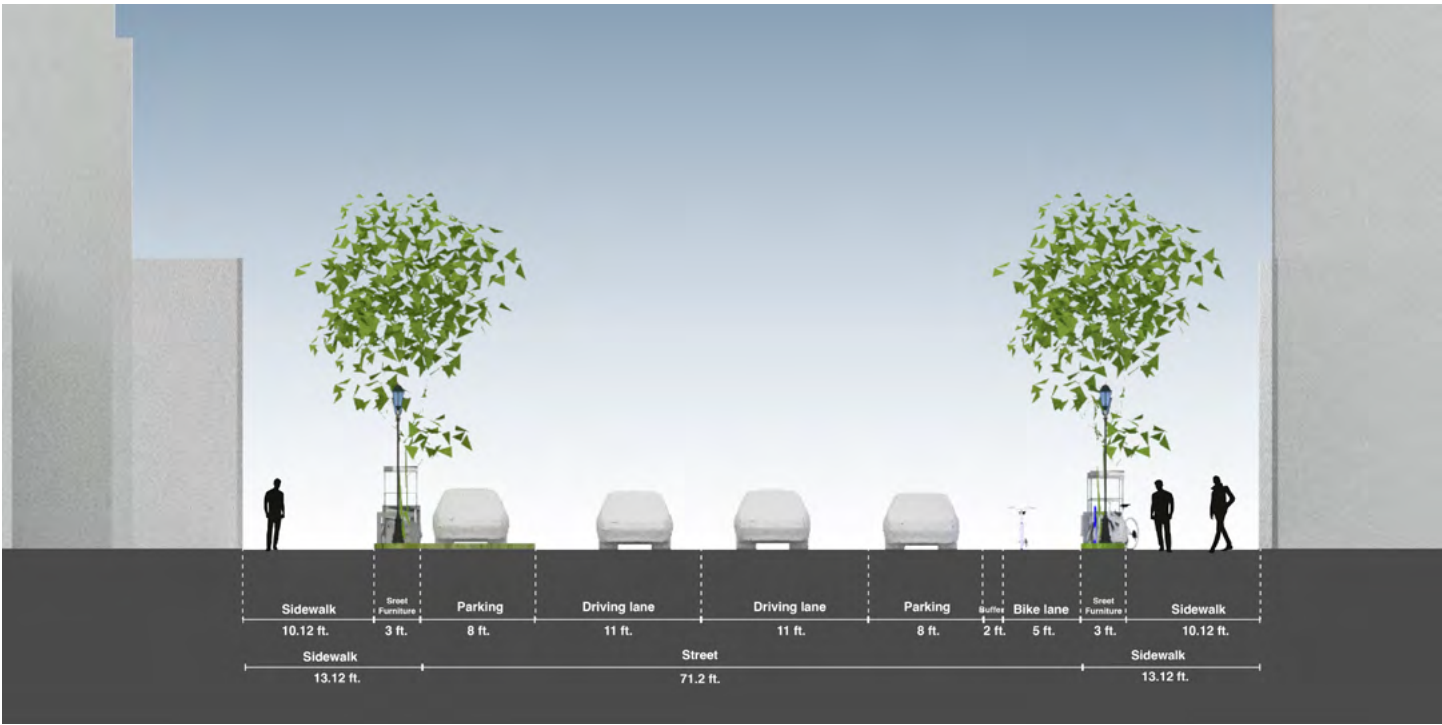 Sidewalk
10.12 ft.
Sreet
Furniture
3 ft.
Parking
8 ft.
Driving lane
11 ft.
Driving lane
11 ft.
Parking
8 ft.
Buffer
2 ft.
Bike lane
5 ft.
Sreet
Furniture
3 ft.
Sidewalk
10.12 ft.
Sidewalk
13.12 ft.
Street
71.2 ft.
Sidewalk
13.12 ft.